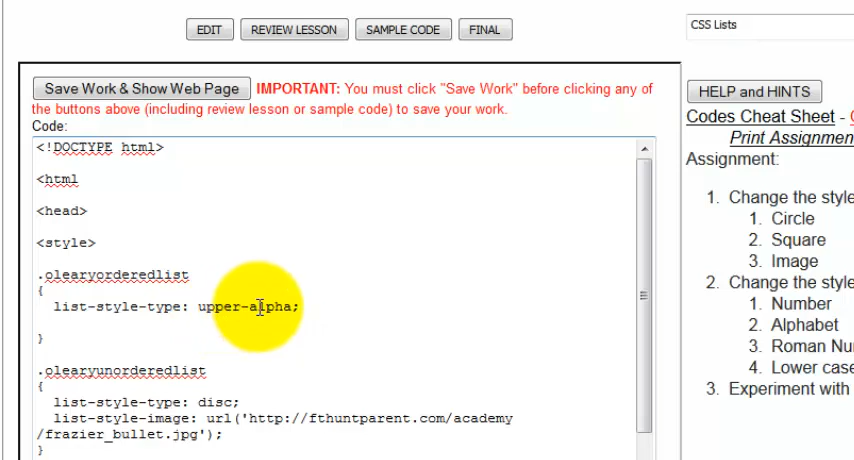 EDIT REVIEW LESSON SAMPLE CODE FINAL
CSS Lists
Save Work & Show Web Page IMPORTANT: You must click "Save Work" before clicking any of
the buttons above (including review lesson or sample code) to save your work.
Code:
<!DOCTYPE html>
<html
<head>
<style>
.olearyorderedlist
{
list-style-type: upper-alpha;
}
.olearyunorderedlist
{
list-style-type: disc;
list-style-image: url('http://fthuntparent.com/academy
/frazier_bullet.jpg');
}
HELP and HINTS
Codes Cheat Sheet -
Print Assignmen
Assignment:
1. Change the style
1. Circle
2. Square
3. Image
2. Change the style
1. Number
2. Alphabet
3. Roman Nu
4. Lower case
3. Experiment with